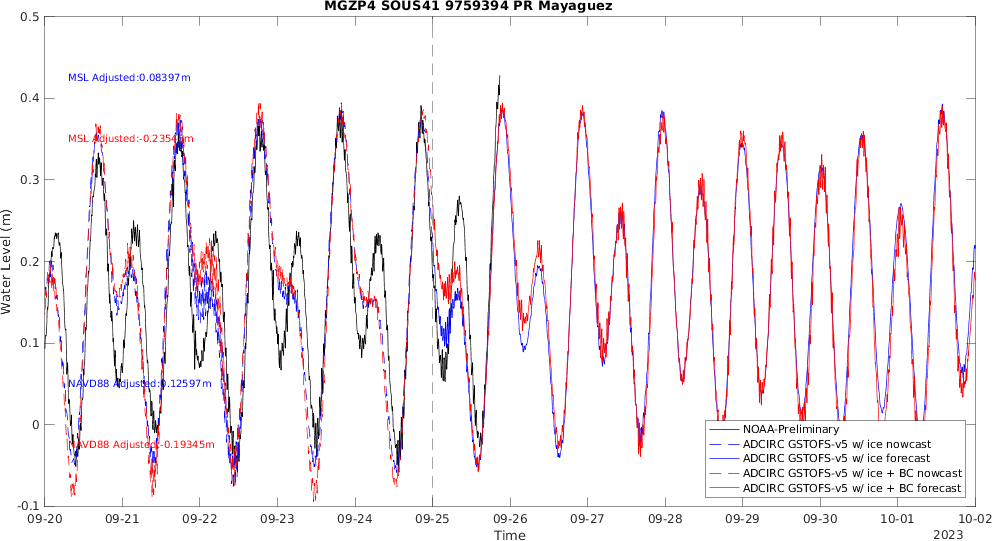 MGZP4 SOUS41 9759394 PR Mayaguez
Water Level (m)
0.5
0.4
0.3
0.2
0.1
0
-0.1
MSL Adjusted:0.08397m
MSL Adjusted:-0.2354 m
NAVD88 Adjusted:0.12597m
NAVD88 Adjusted:-0.19345m
NOAA-Preliminary
ADCIRC GSTOFS-v5 w/ ice nowcast
ADCIRC GSTOFS-v5 w/ ice forecast
ADCIRC GSTOFS-v5 w/ ice + BC nowcast
ADCIRC GSTOFS-v5 w/ ice + BC forecast
09-20 09-21 09-22 09-23 09-24 09-25 09-26 09-27 09-28 09-29 09-30 10-01 10-02
Time
2023